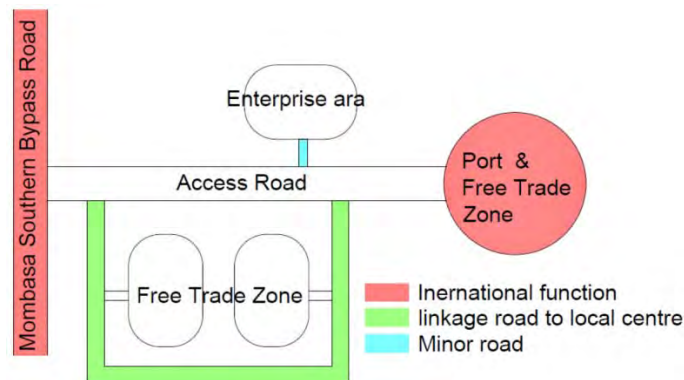 Mombasa Southern Bypass Road
Enterprise ara
Access Road
Port &
Free Trade
Zone
Free Trade Zone
Inernational function
linkage road to local centre
Minor road